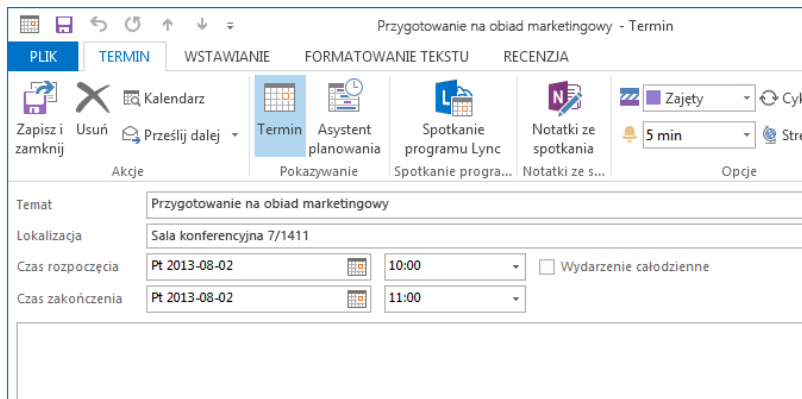 Przygotowanie na obiad marketingowy - Termin
PLIK TERMIN WSTAWIANIE FORMATOWANIE TEKSTU RECENZJA
Zapisz i zamknij
Usuń
Kalendarz
Prześlij dalej
Akcje
Termin
Asystent planowania
Pokazywanie
Spotkanie programu Lync
Spotkanie progra...
Notatki ze spotkania
Notatki ze s...
Zajęty
Cyk
5 min
Stre
Opcje
Temat Przygotowanie na obiad marketingowy
Lokalizacja Sala konferencyjna 7/1411
Czas rozpoczęcia Pt 2013-08-02 10:00 Wydarzenie całodzienne
Czas zakończenia Pt 2013-08-02 11:00